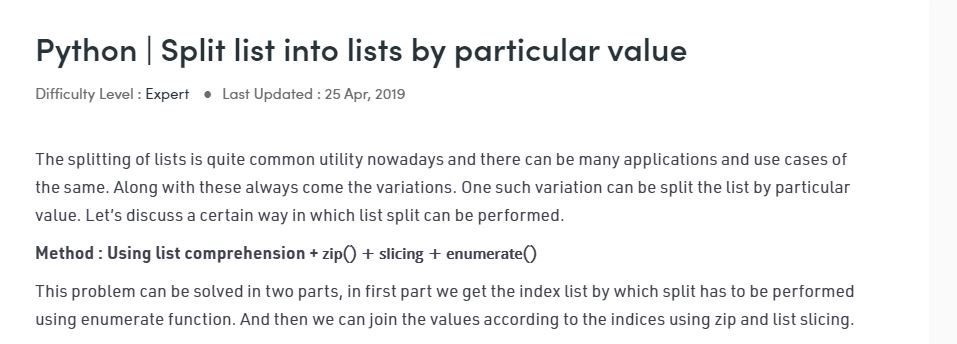 Python | Split list into lists by particular value
Difficulty Level : Expert ● Last Updated : 25 Apr, 2019
The splitting of lists is quite common utility nowadays and there can be many applications and use cases of
the same. Along with these always come the variations. One such variation can be split the list by particular
value. Let's discuss a certain way in which list split can be performed.
Method : Using list comprehension + zip() + slicing + enumerate()
This problem can be solved in two parts, in first part we get the index list by which split has to be performed
using enumerate function. And then we can join the values according to the indices using zip and list slicing.